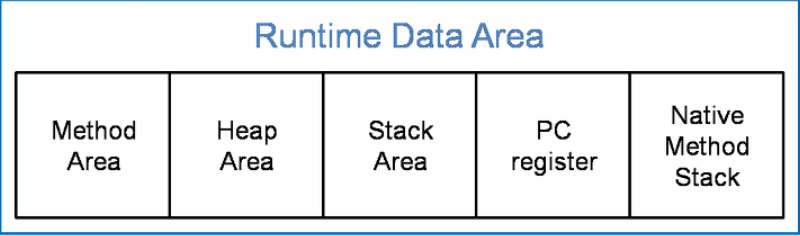 Runtime Data Area
Method
Area
Heap
Area
Stack
Area
PC
register
Native
Method
Stack